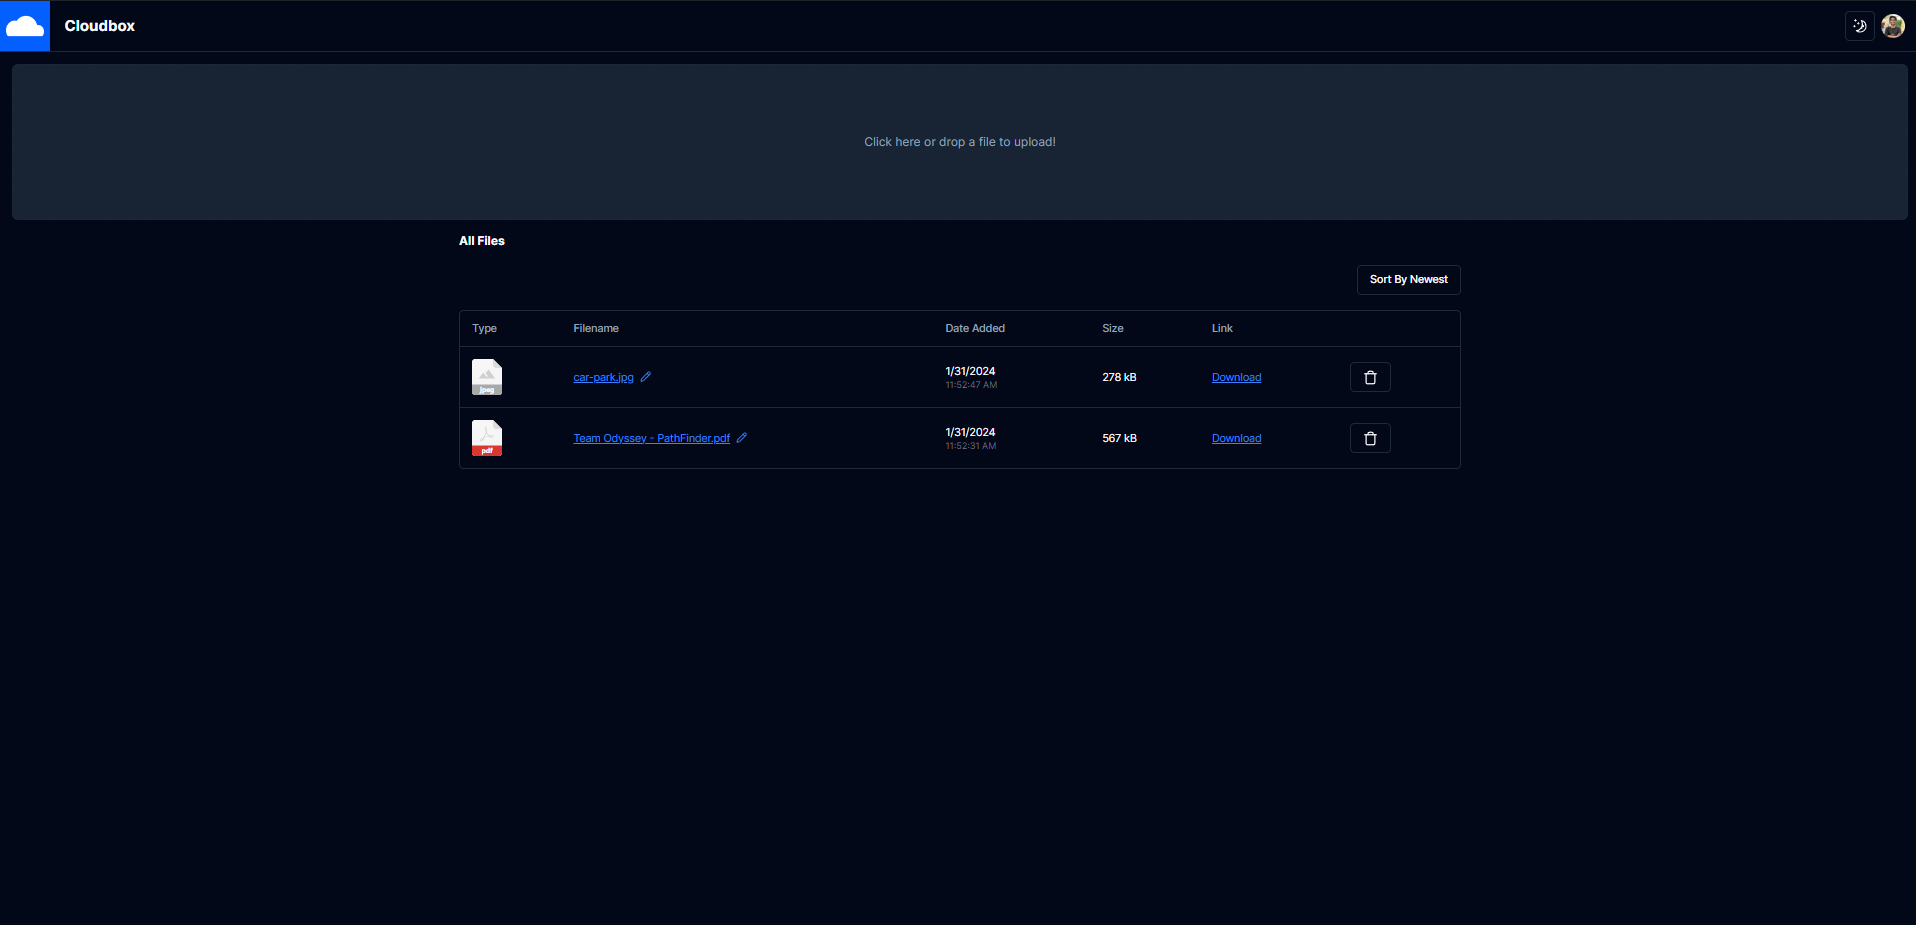 Cloudbox
Click here or drop a file to upload!
All Files
Sort By Newest
Type Filename Date Added Size Link
jpeg car-park.jpg 1/31/2024 278 kB Download
11:52:47 AM
pdf Team Odyssey - PathFinder.pdf 1/31/2024 567 kB Download
11:52:31 AM